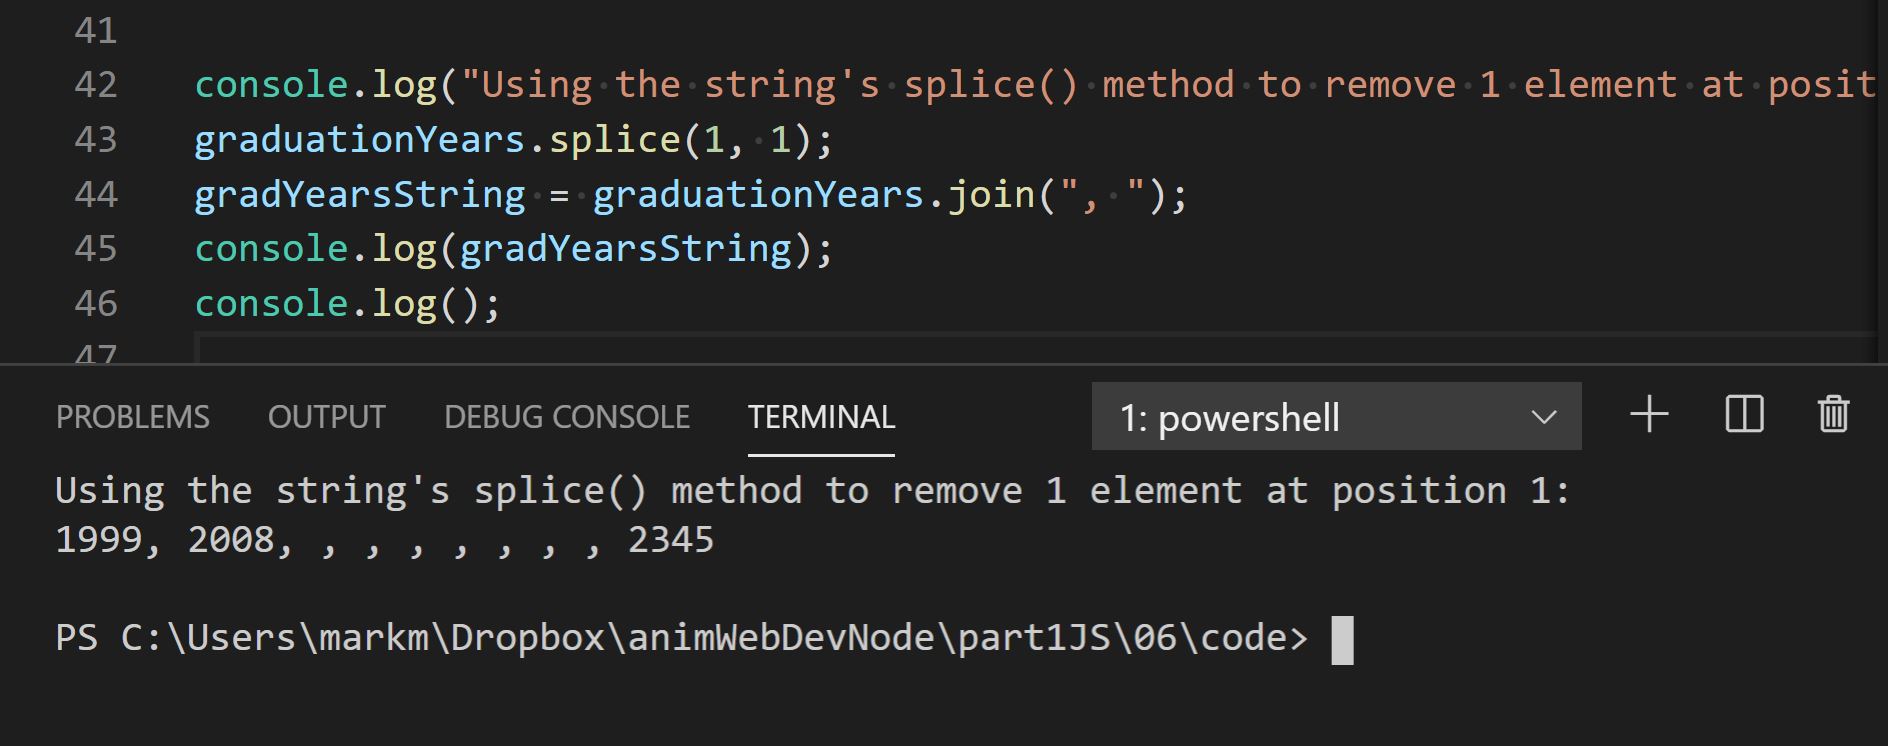 41
42 console.log("Using the string's splice() method to remove 1 element at posit
43 graduationYears.splice(1, 1);
44 gradYearsString = graduationYears.join(", ");
45 console.log(gradYearsString);
46 console.log();
47
PROBLEMS OUTPUT DEBUG CONSOLE TERMINAL 1: powershell
Using the string's splice() method to remove 1 element at position 1:
1999, 2008, , , , , , , , 2345
PS C:\Users\markm\Dropbox\animWebDevNode\part1JS\06\code>